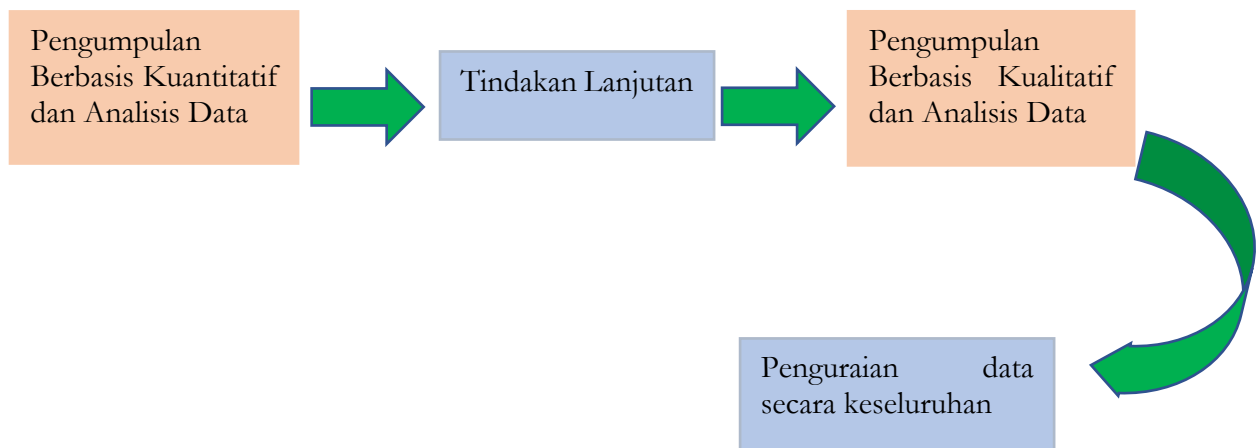 Pengumpulan
Berbasis Kuantitatif
dan Analisis Data
Tindakan Lanjutan
Pengumpulan
Berbasis Kualitatif
dan Analisis Data
Penguraian data
secara keseluruhan